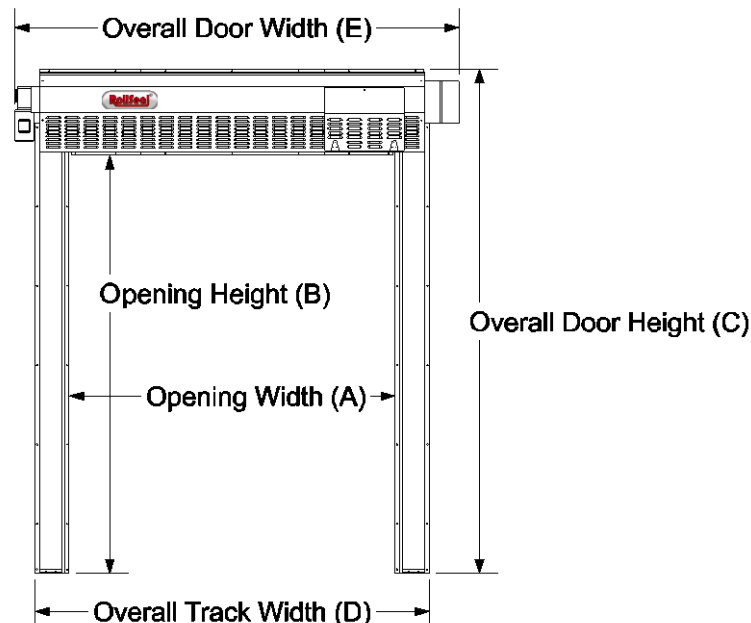 Overall Door Width (E)
RollSeal
Opening Height (B)
Overall Door Height (C)
Opening Width (A)
Overall Track Width (D)